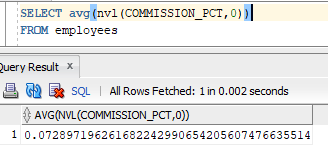 SELECT avg(nvl(COMMISSION_PCT,0))
FROM employees
Query Result ×
SQL | All Rows Fetched: 1 in 0.002 seconds
AVG(NVL(COMMISSION_PCT,0))
1 0.0728971962616822429906542056074766355140